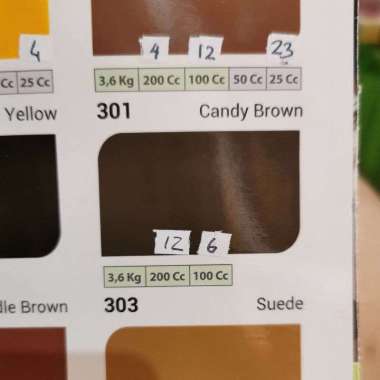 4 9 12 23
Cc 25 Cc 3,6 Kg 200 Cc 100 Cc 50 Cc 25 Cc
Yellow 301 Candy Brown
12 6
3,6 Kg 200 Cc 100 Cc
dle Brown 303 Suede